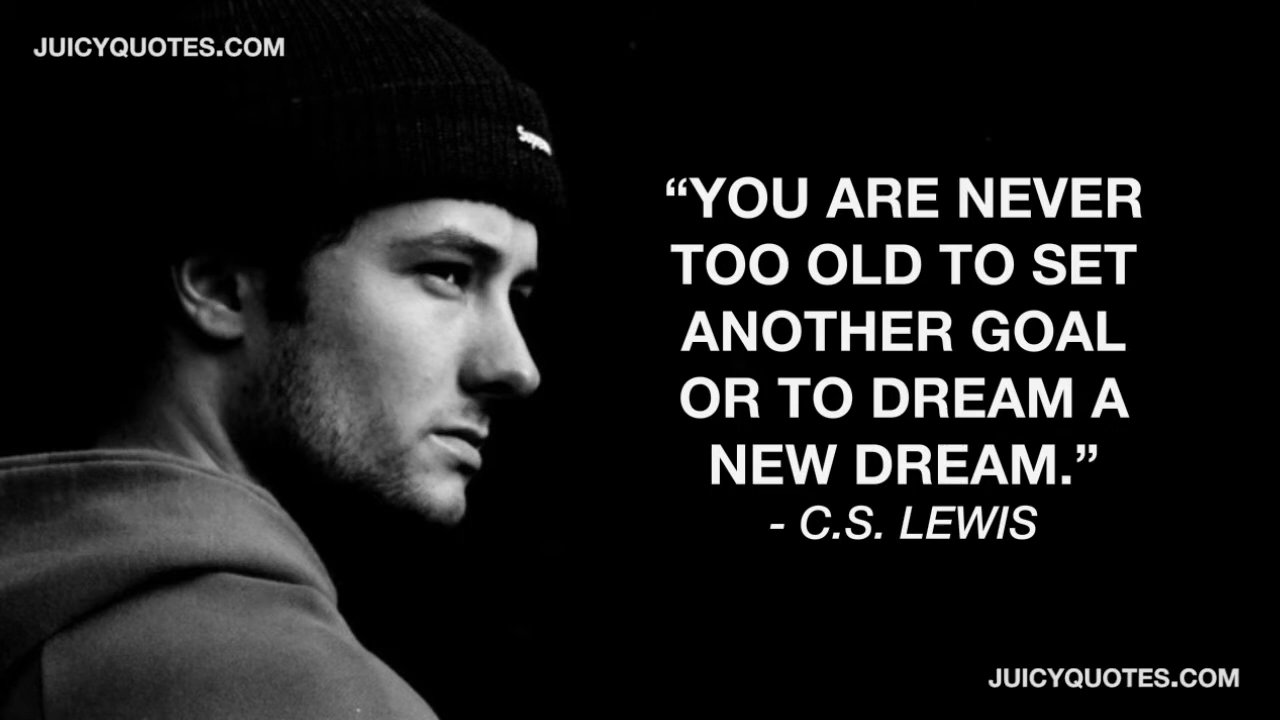 JUICYQUOTES.COM
Supreme
“YOU ARE NEVER
TOO OLD TO SET
ANOTHER GOAL
OR TO DREAM A
NEW DREAM.”
- C.S. LEWIS
JUICYQUOTES.COM